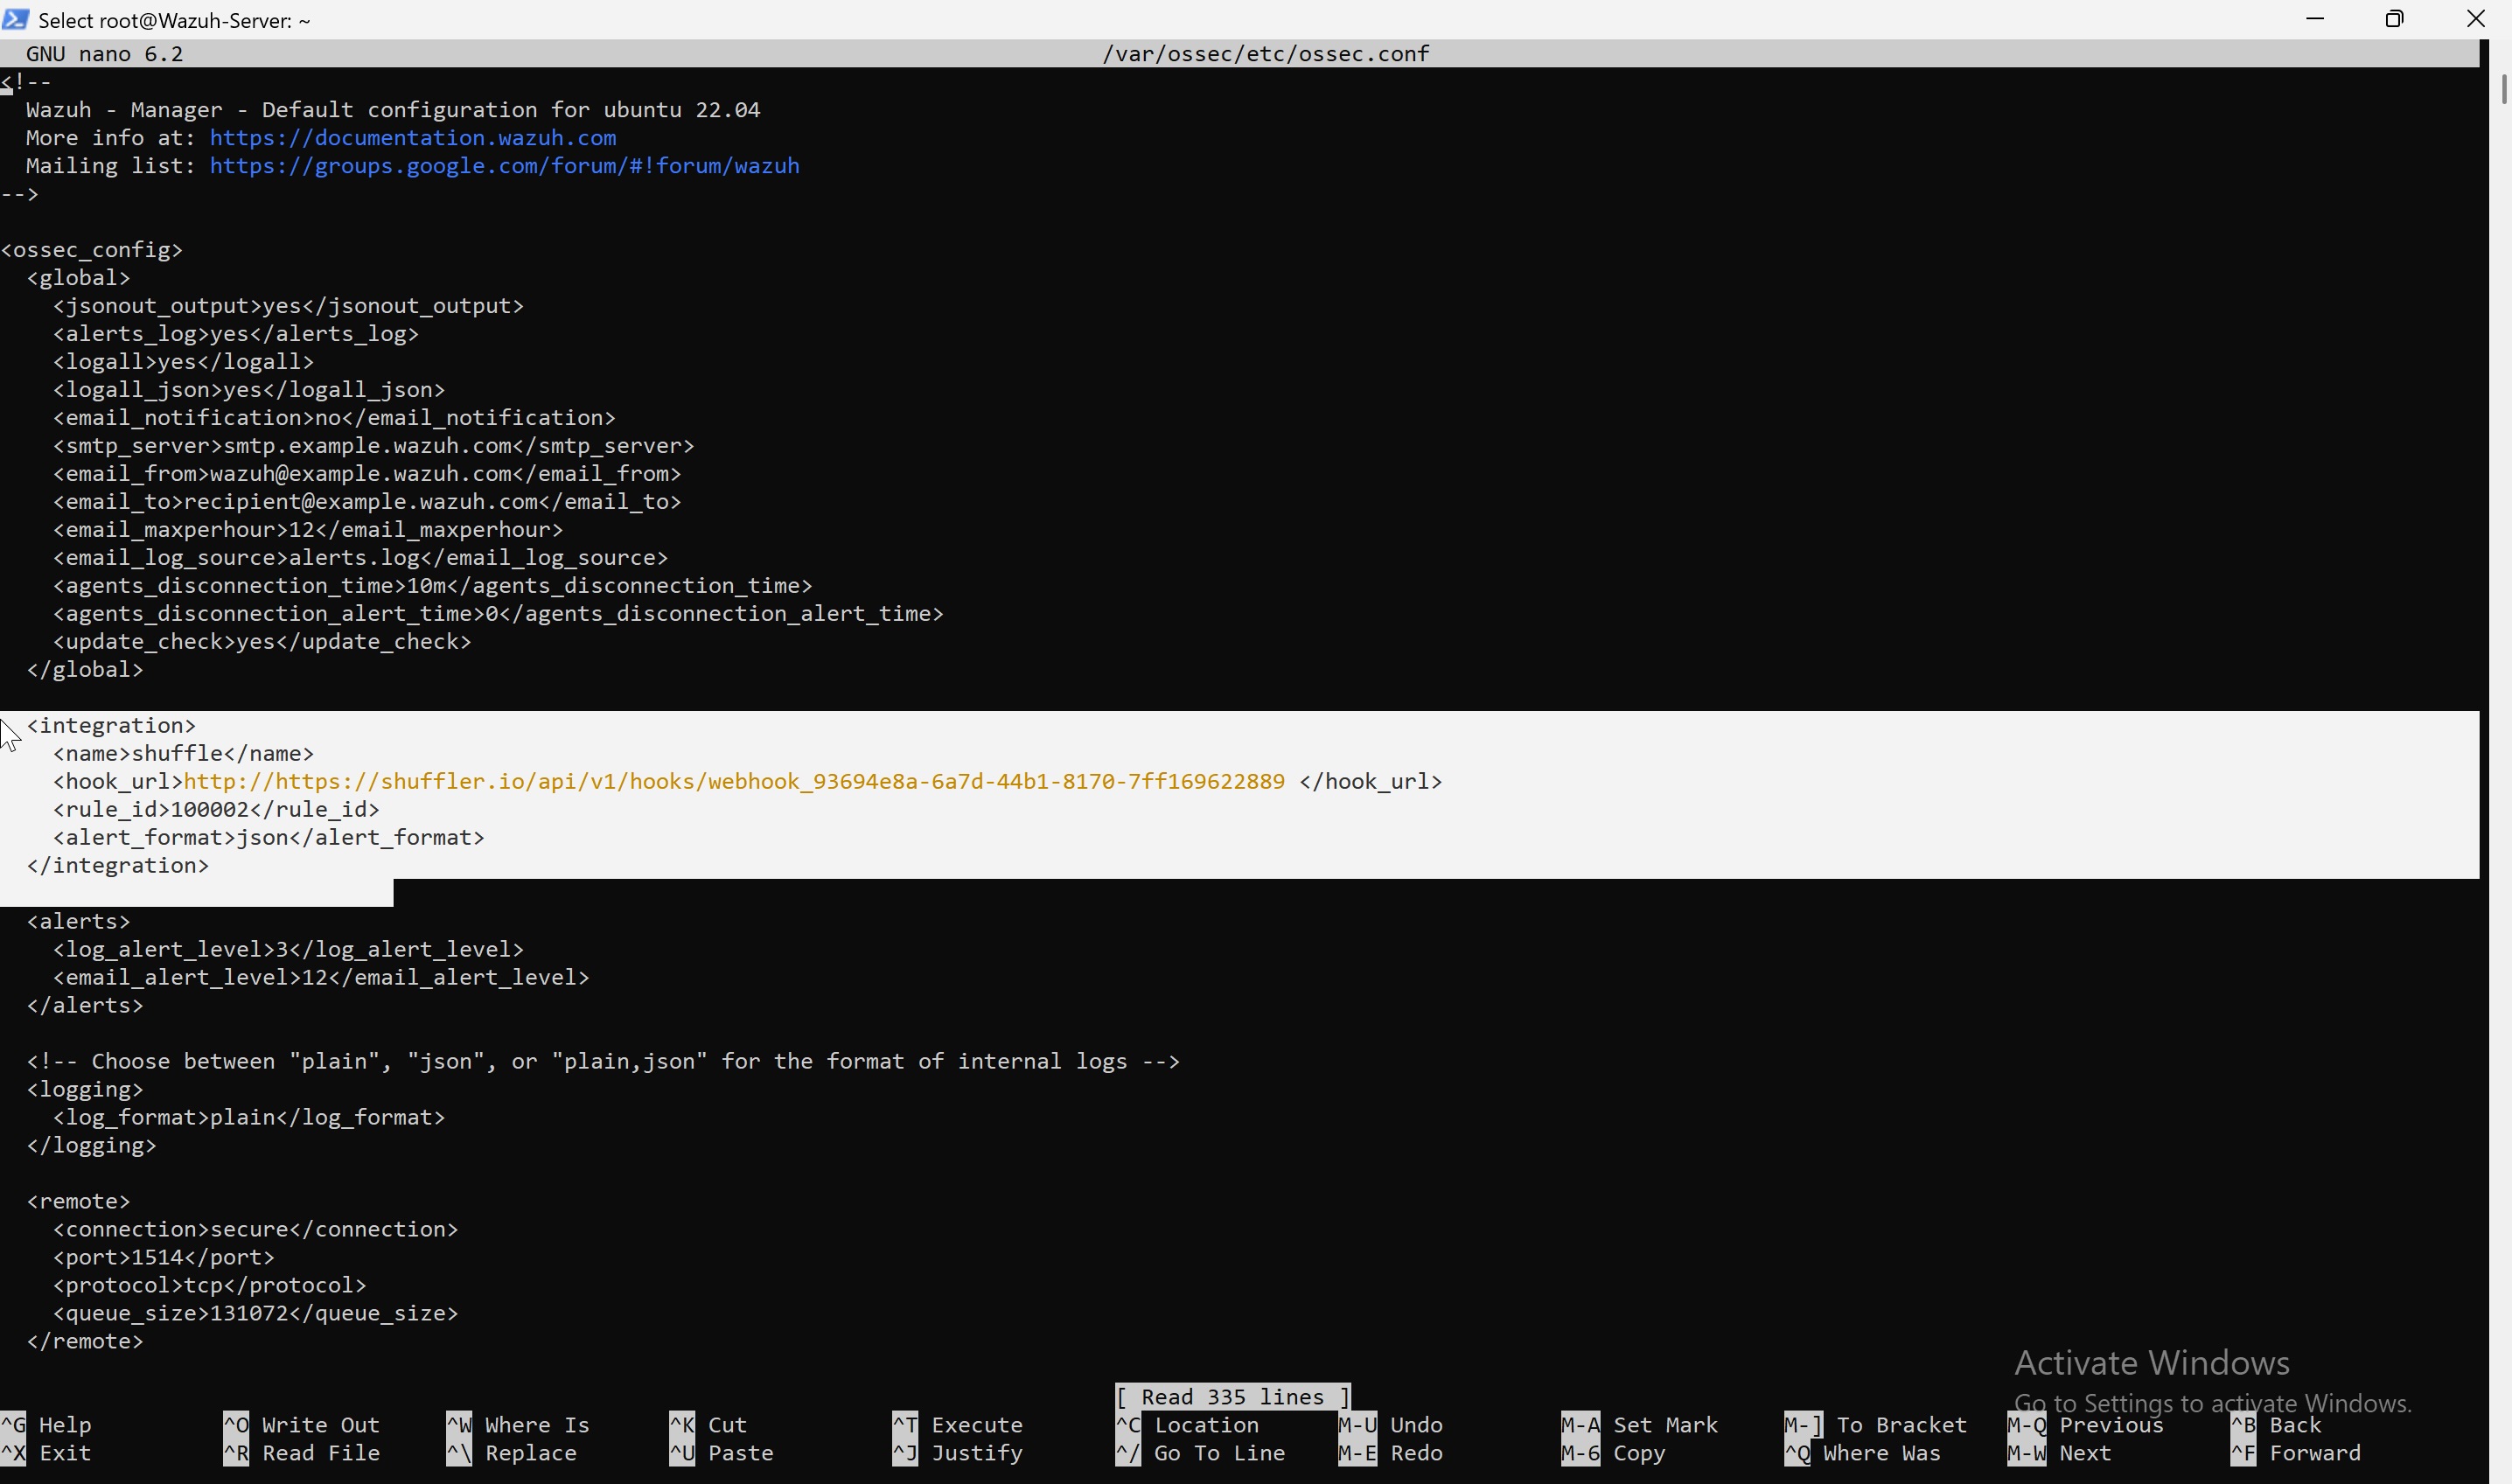 Select root@Wazuh-Server: ~
GNU nano 6.2 /var/ossec/etc/ossec.conf
<!--
  Wazuh - Manager - Default configuration for ubuntu 22.04
  More info at: https://documentation.wazuh.com
  Mailing list: https://groups.google.com/forum/#!forum/wazuh
-->
<ossec_config>
  <global>
    <jsonout_output>yes</jsonout_output>
    <alerts_log>yes</alerts_log>
    <logall>yes</logall>
    <logall_json>yes</logall_json>
    <email_notification>no</email_notification>
    <smtp_server>smtp.example.wazuh.com</smtp_server>
    <email_from>wazuh@example.wazuh.com</email_from>
    <email_to>recipient@example.wazuh.com</email_to>
    <email_maxperhour>12</email_maxperhour>
    <email_log_source>alerts.log</email_log_source>
    <agents_disconnection_time>10m</agents_disconnection_time>
    <agents_disconnection_alert_time>0</agents_disconnection_alert_time>
    <update_check>yes</update_check>
  </global>
  <integration>
    <name>shuffle</name>
    <hook_url>http://https://shuffler.io/api/v1/hooks/webhook_93694e8a-6a7d-44b1-8170-7ff169622889 </hook_url>
    <rule_id>100002</rule_id>
    <alert_format>json</alert_format>
  </integration>
  <alerts>
    <log_alert_level>3</log_alert_level>
    <email_alert_level>12</email_alert_level>
  </alerts>
  <!-- Choose between "plain", "json", or "plain,json" for the format of internal logs -->
  <logging>
    <log_format>plain</log_format>
  </logging>
  <remote>
    <connection>secure</connection>
    <port>1514</port>
    <protocol>tcp</protocol>
    <queue_size>131072</queue_size>
  </remote>
Activate Windows
Go to Settings to activate Windows.
[ Read 335 lines ]
^G Help ^O Write Out ^W Where Is ^K Cut ^T Execute ^C Location M-U Undo M-A Set Mark M-] To Bracket M-Q Previous ^B Back
^X Exit ^R Read File ^\ Replace ^U Paste ^J Justify ^/ Go To Line M-E Redo M-6 Copy ^Q Where Was M-W Next ^F Forward